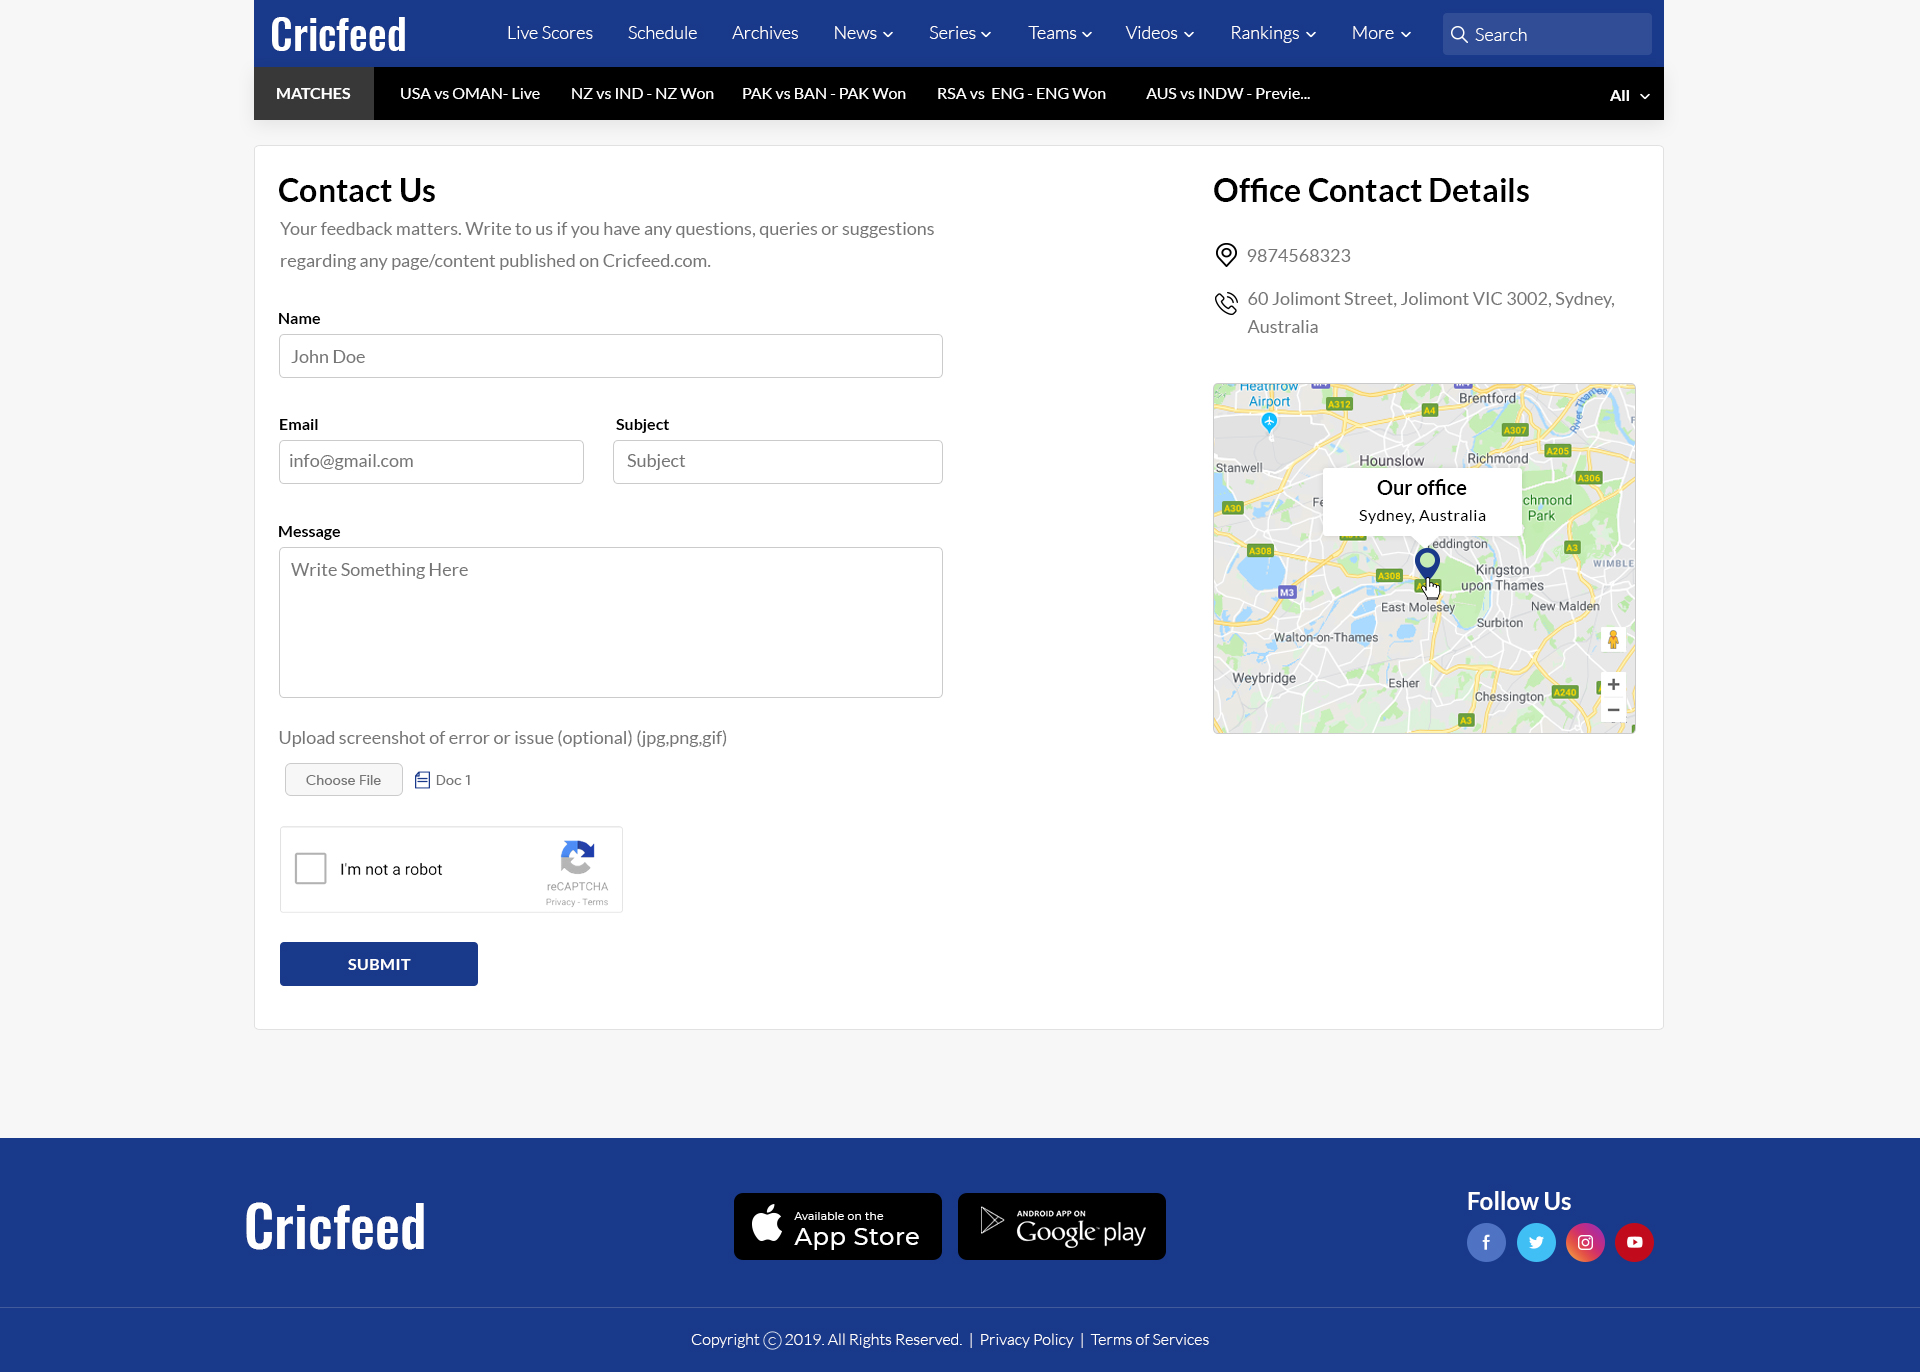 Cricfeed
Live Scores Schedule Archives News Series Teams Videos Rankings More Search
MATCHES USA vs OMAN- Live NZ vs IND - NZ Won PAK vs BAN - PAK Won RSA vs ENG - ENG Won AUS vs INDW - Previe... All
Contact Us
Your feedback matters. Write to us if you have any questions, queries or suggestions
regarding any page/content published on Cricfeed.com.
Name
John Doe
Email Subject
info@gmail.com Subject
Message
Write Something Here
Upload screenshot of error or issue (optional) (jpg,png,gif)
Choose File Doc 1
I'm not a robot
reCAPTCHA
Privacy - Terms
SUBMIT
Office Contact Details
9874568323
60 Jolimont Street, Jolimont VIC 3002, Sydney,
Australia
Heathrow
Airport
A312
A4
Brentford
River Thames
A307
A205
Stanwell
Hounslow
Richmond
A306
A30
Our office
Sydney, Australia
Park
A308
A3
Kingston
upon Thames
WIMBLE
A308
M3
East Molesey
New Malden
Surbiton
Walton-on-Thames
Weybridge
Esher
Chessington
A240
A3
+
−
Cricfeed
Available on the
App Store
ANDROID APP ON
Google play
Follow Us
Copyright ⓒ 2019. All Rights Reserved. | Privacy Policy | Terms of Services